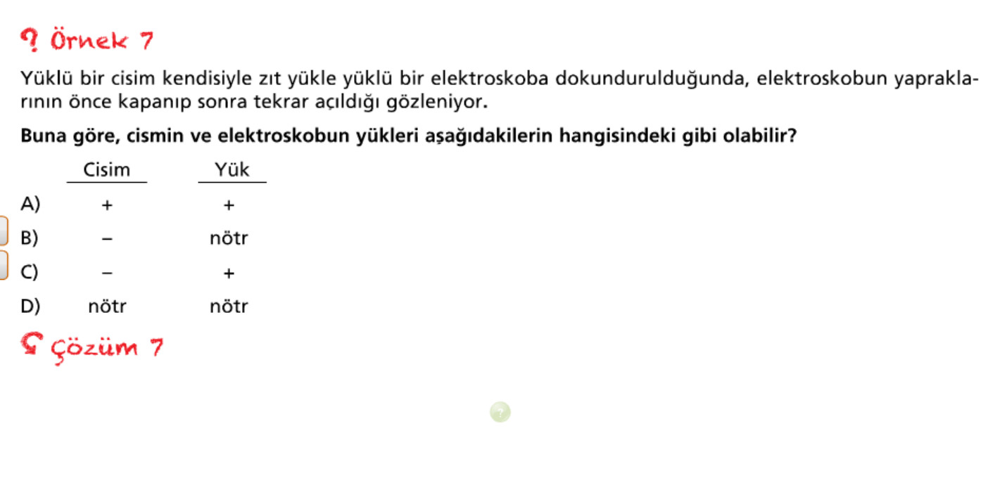 ? Örnek 7
Yüklü bir cisim kendisiyle zıt yükle yüklü bir elektroskoba dokundurulduğunda, elektroskobun yaprakla-
rının önce kapanıp sonra tekrar açıldığı gözleniyor.
Buna göre, cismin ve elektroskobun yükleri aşağıdakilerin hangisindeki gibi olabilir?
Cisim Yük
A) + +
B) – nötr
C) – +
D) nötr nötr
Çözüm 7
?